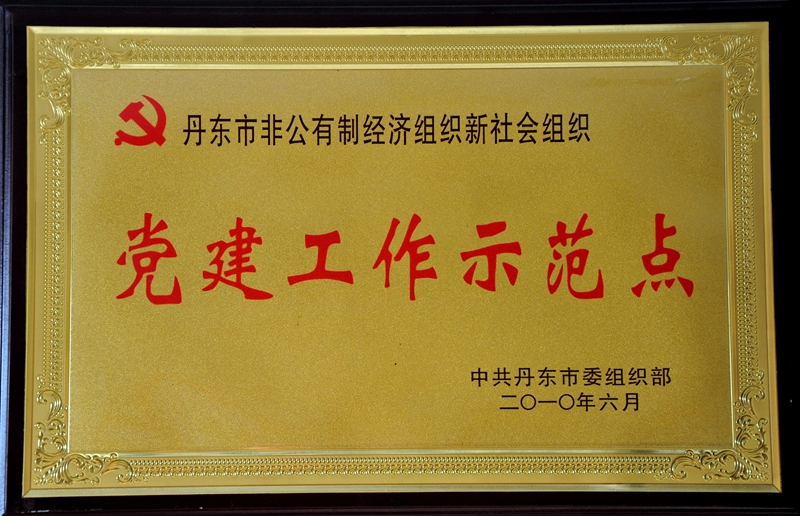 丹东市非公有制经济组织新社会组织
党建工作示范点
中共丹东市委组织部
二〇一〇年六月